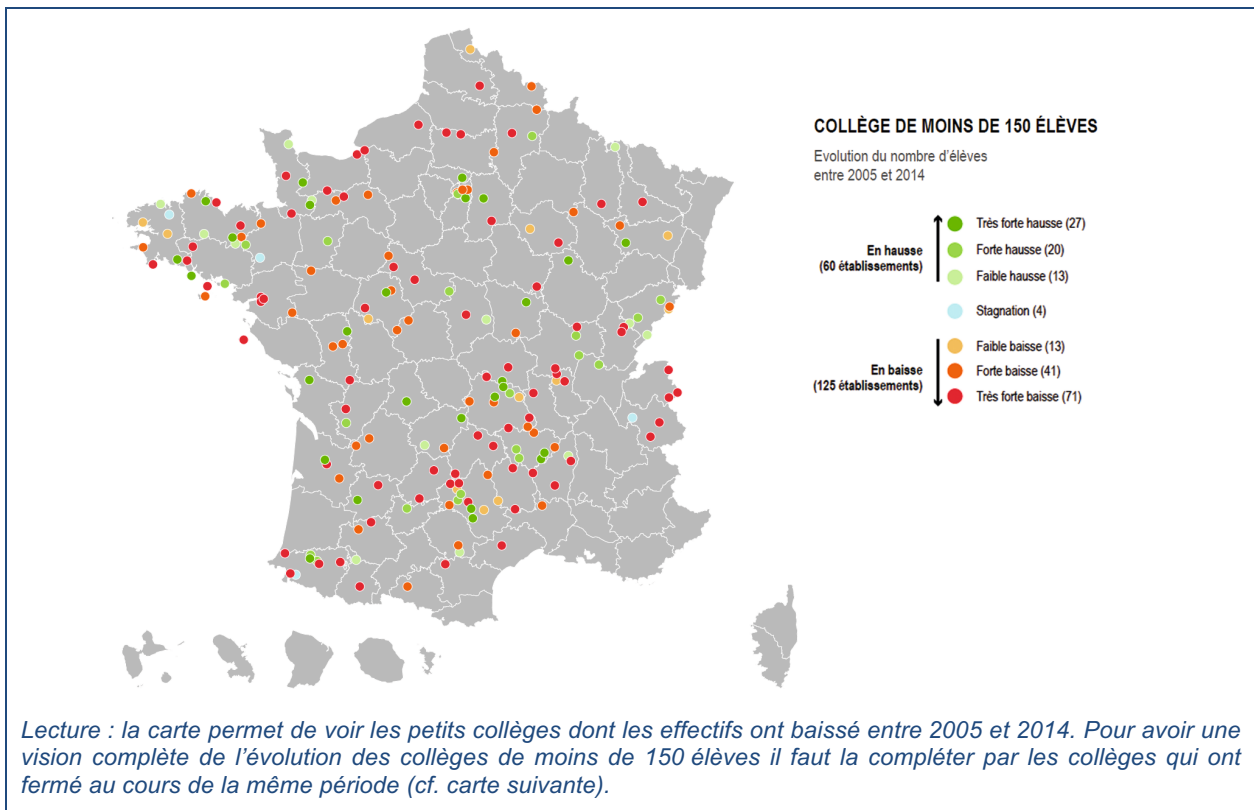 COLLÈGE DE MOINS DE 150 ÉLÈVES
Evolution du nombre d'élèves
entre 2005 et 2014
En hausse
(60 établissements)
Très forte hausse (27)
Forte hausse (20)
Faible hausse (13)
Stagnation (4)
En baisse
(125 établissements)
Faible baisse (13)
Forte baisse (41)
Très forte baisse (71)
Lecture : la carte permet de voir les petits collèges dont les effectifs ont baissé entre 2005 et 2014. Pour avoir une
vision complète de l'évolution des collèges de moins de 150 élèves il faut la compléter par les collèges qui ont
fermé au cours de la même période (cf. carte suivante).